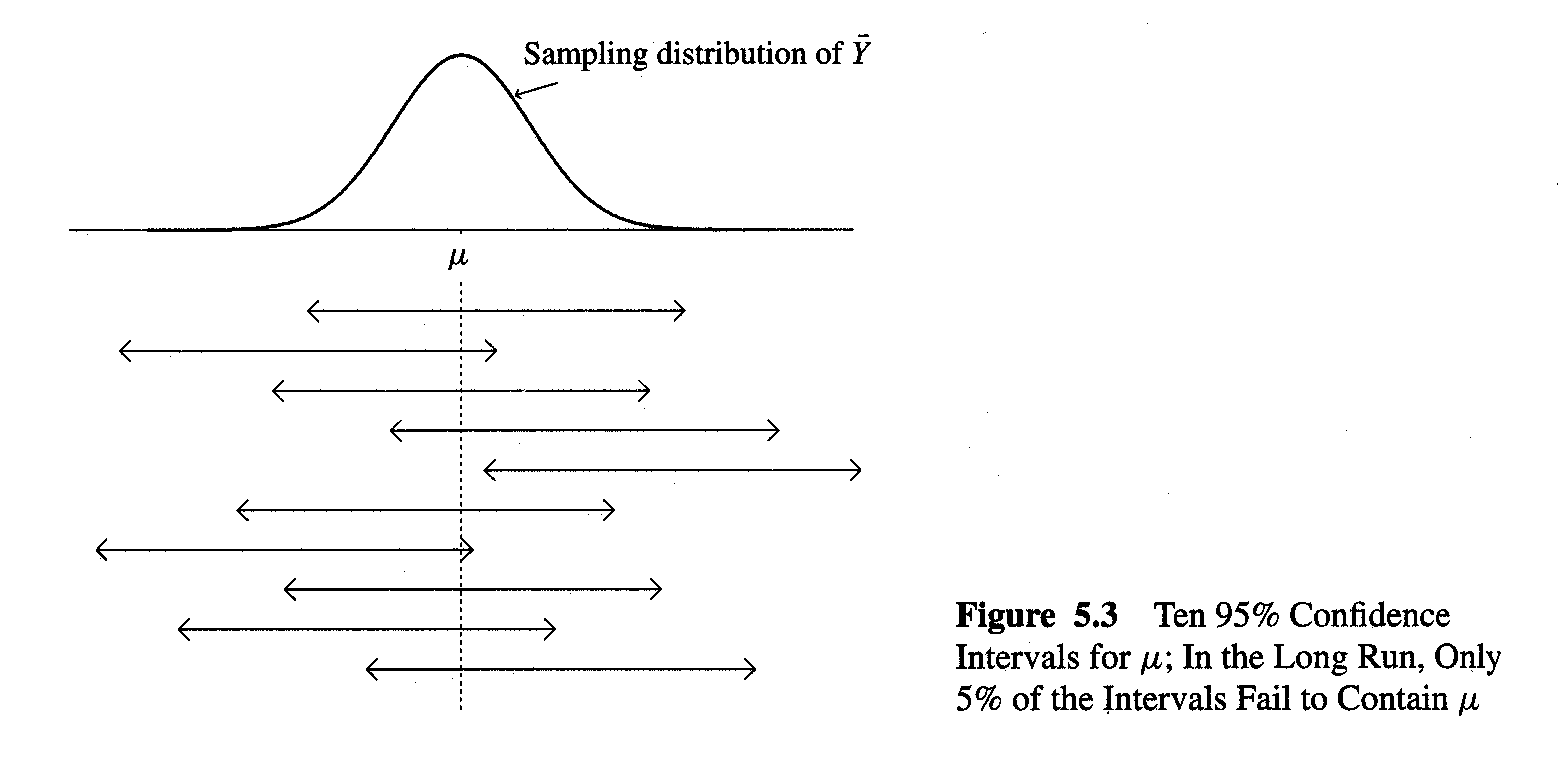 Sampling distribution of Ȳ
μ
Figure 5.3 Ten 95% Confidence
Intervals for μ; In the Long Run, Only
5% of the Intervals Fail to Contain μ